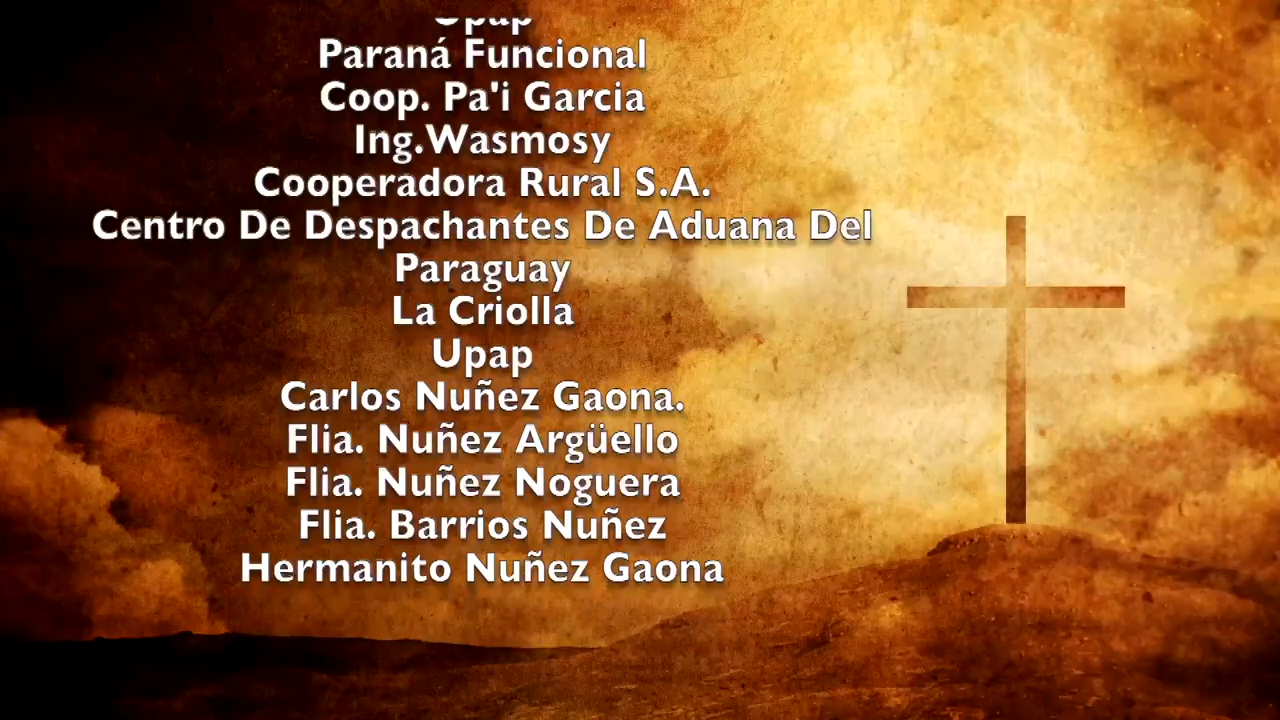 Upap
Paraná Funcional
Coop. Pa'i Garcia
Ing.Wasmosy
Cooperadora Rural S.A.
Centro De Despachantes De Aduana Del
Paraguay
La Criolla
Upap
Carlos Nuñez Gaona.
Flia. Nuñez Argüello
Flia. Nuñez Noguera
Flia. Barrios Nuñez
Hermanito Nuñez Gaona